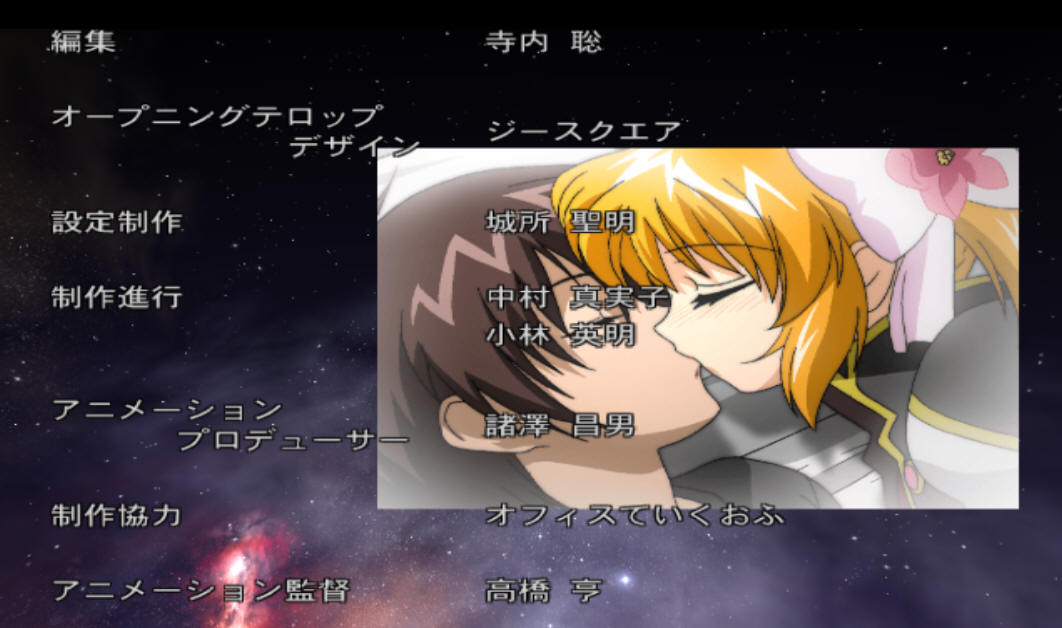 編集 寺内 聡
オープニングテロップ
デザイン ジースクエア
設定制作 城所 聖明
制作進行 中村 真実子
小林 英明
アニメーション
プロデューサー 諸澤 昌男
制作協力 オフィスていくおふ
アニメーション監督 高橋 亨